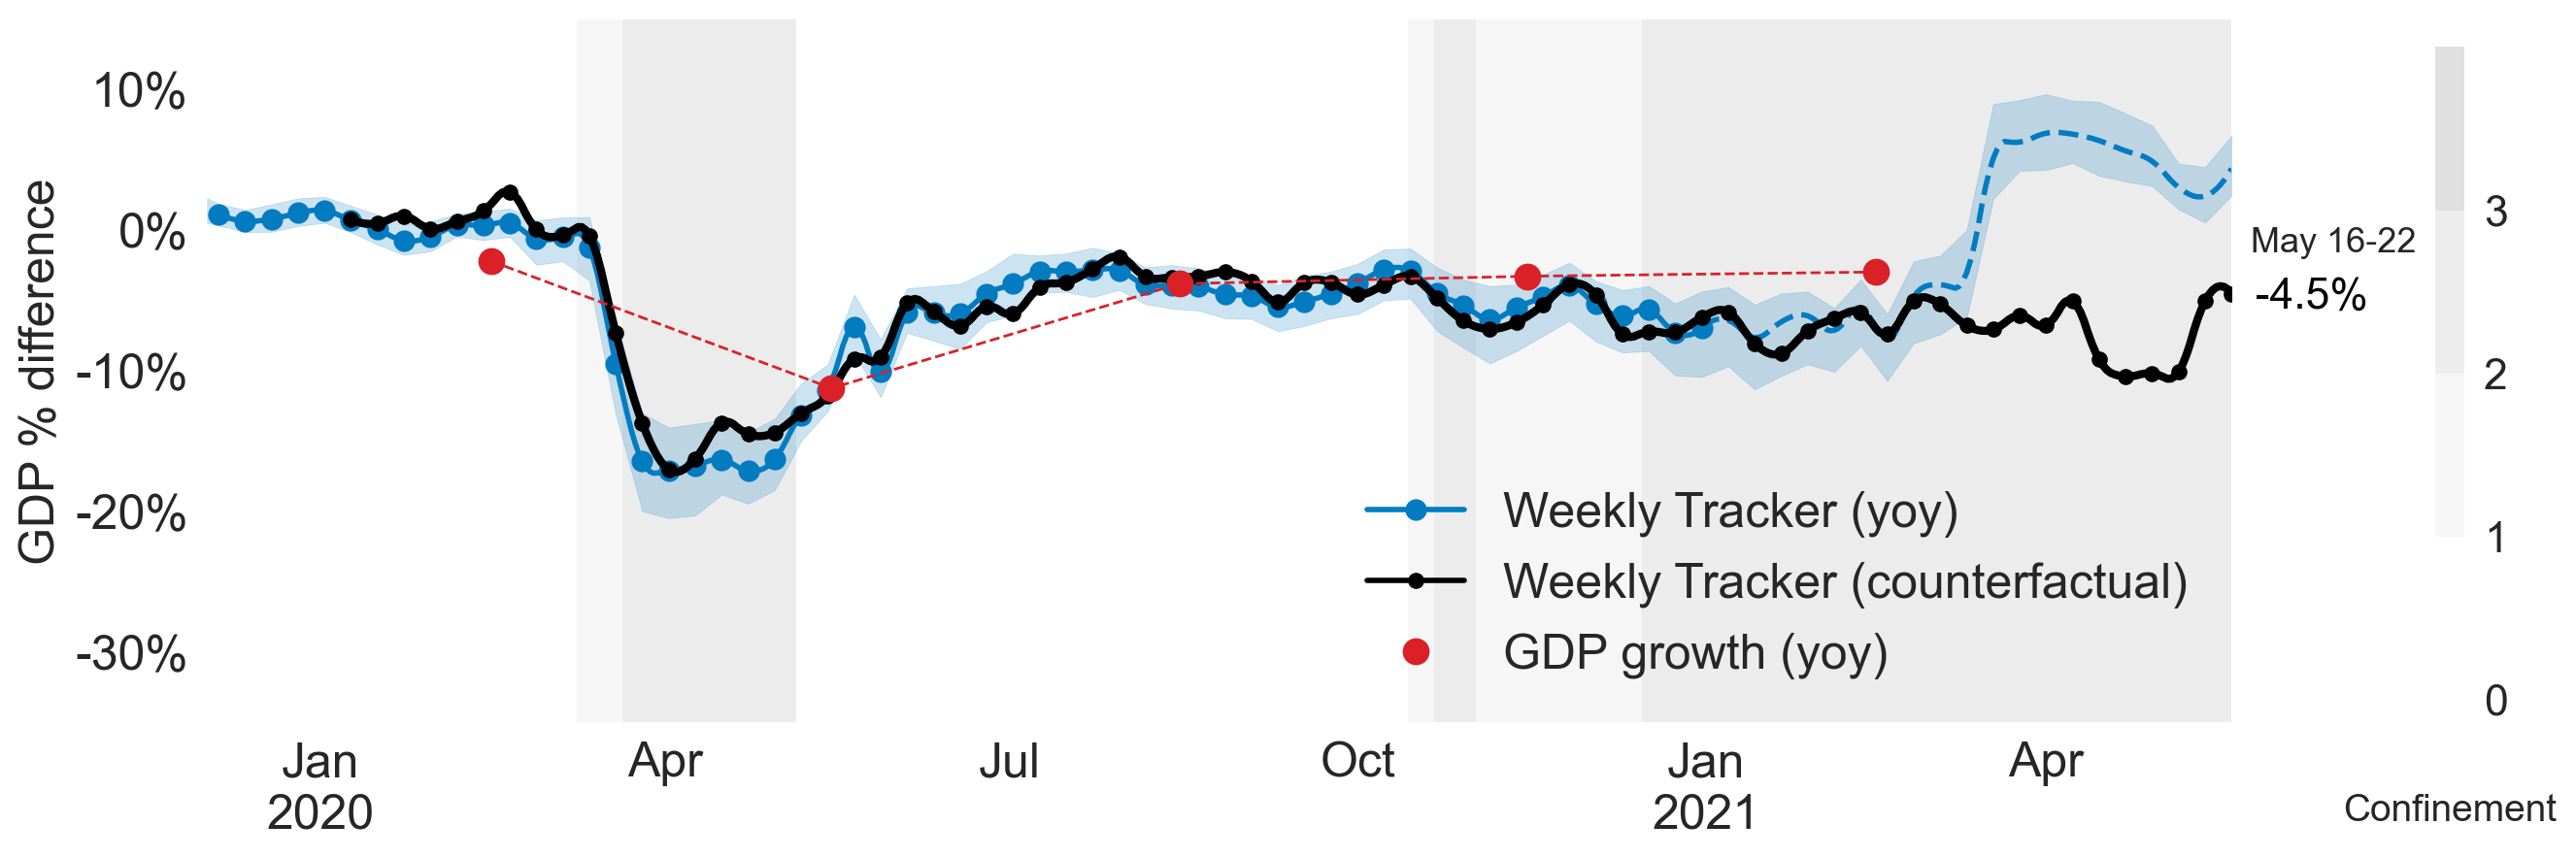 GDP % difference
10%
0%
-10%
-20%
-30%
Jan
2020
Apr
Jul
Oct
Jan
2021
Apr
Weekly Tracker (yoy)
Weekly Tracker (counterfactual)
GDP growth (yoy)
May 16-22
-4.5%
3
2
1
0
Confinement